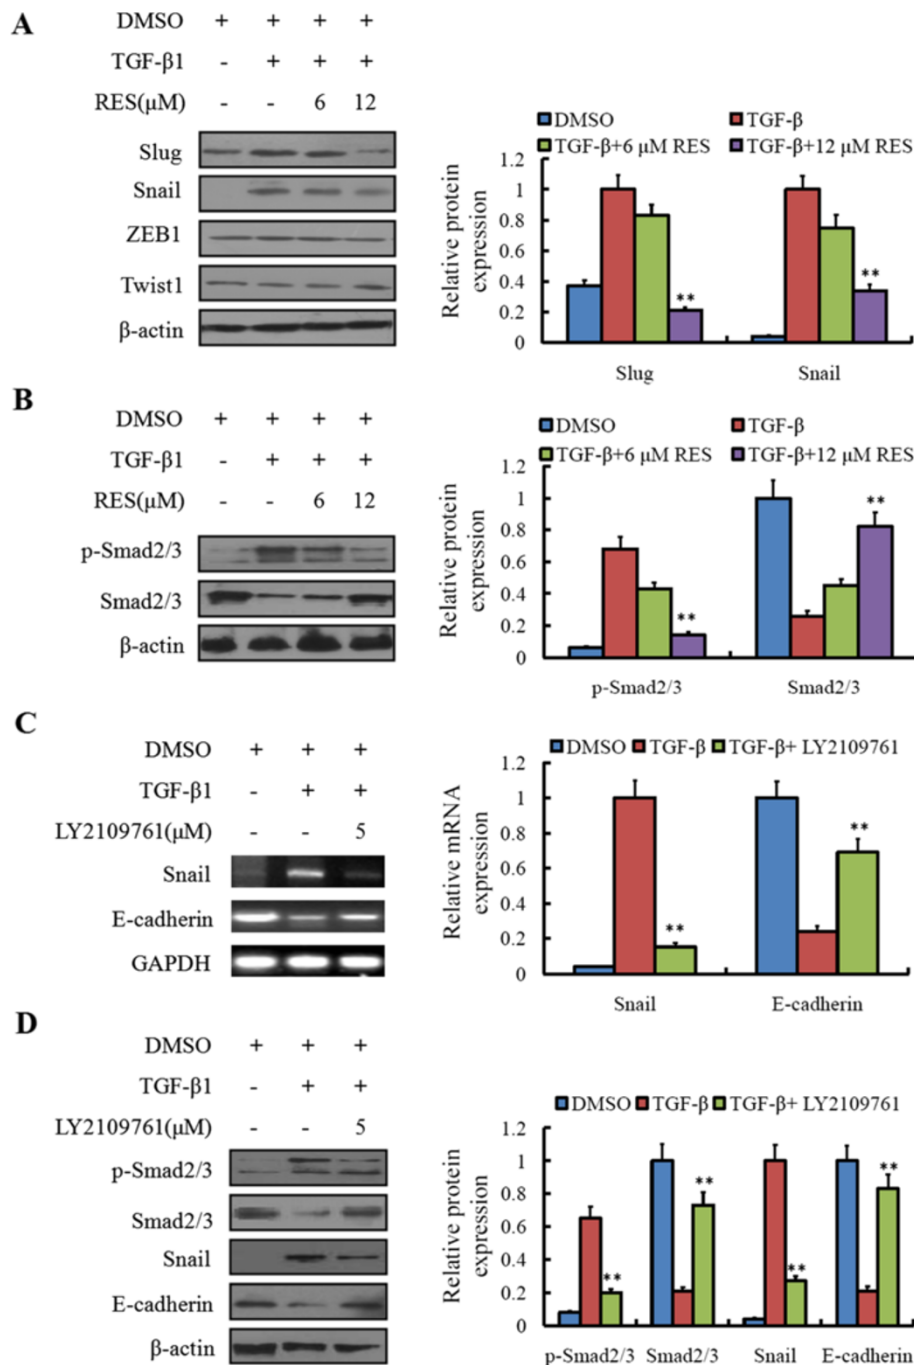 A
DMSO + + + +
TGF-β1 - + + +
RES(μM) - - 6 12
Slug
Snail
ZEB1
Twist1
β-actin
DMSO TGF-β
TGF-β+6 μM RES TGF-β+12 μM RES
Relative protein
expression
1.2
1
0.8
0.6
0.4
0.2
0
**
**
Slug Snail
B
DMSO + + + +
TGF-β1 - + + +
RES(μM) - - 6 12
p-Smad2/3
Smad2/3
β-actin
DMSO TGF-β
TGF-β+6 μM RES TGF-β+12 μM RES
Relative protein
expression
1.2
1
0.8
0.6
0.4
0.2
0
**
**
p-Smad2/3 Smad2/3
C
DMSO + + +
TGF-β1 - + +
LY2109761(μM) - - 5
Snail
E-cadherin
GAPDH
DMSO TGF-β TGF-β+ LY2109761
Relative mRNA
expression
1.2
1
0.8
0.6
0.4
0.2
0
**
**
Snail E-cadherin
D
DMSO + + +
TGF-β1 - + +
LY2109761(μM) - - 5
p-Smad2/3
Smad2/3
Snail
E-cadherin
β-actin
DMSO TGF-β TGF-β+ LY2109761
Relative protein
expression
1.2
1
0.8
0.6
0.4
0.2
0
**
**
**
**
p-Smad2/3 Smad2/3 Snail E-cadherin